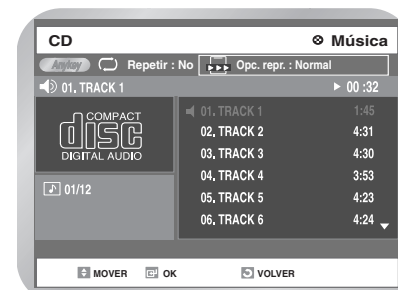 CD Música
Anykey Repetir : No Opc. repr. : Normal
01. TRACK 1 00 :32
COMPACT
disc
DIGITAL AUDIO
01/12
01. TRACK 1 1:45
02. TRACK 2 4:31
03. TRACK 3 4:30
04. TRACK 4 3:53
05. TRACK 5 4:23
06. TRACK 6 4:24
MOVER OK VOLVER